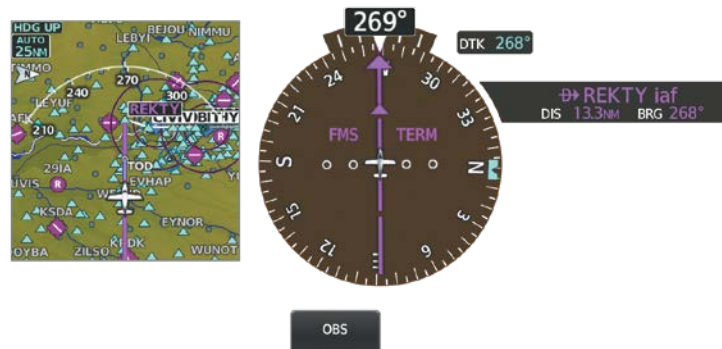 HDG UP
AUTO
25NM
LEBYI
BEJOU NIMMU
TIMMO
240
270
300
LEYUF
REKTY
210
29IA
TOD
EVHAP
KSDA
EYNOR
OYBA
ZILSO
WUNOT
269°
DTK 268°
24
30
21
33
FMS
TERM
S
N
15
3
12
6
REKTY iaf
DIS 13.3NM BRG 268°
R
R
OBS